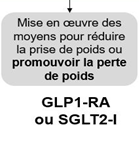 Mise en œuvre des
moyens pour réduire
la prise de poids ou
promouvoir la perte
de poids
GLP1-RA
ou SGLT2-I